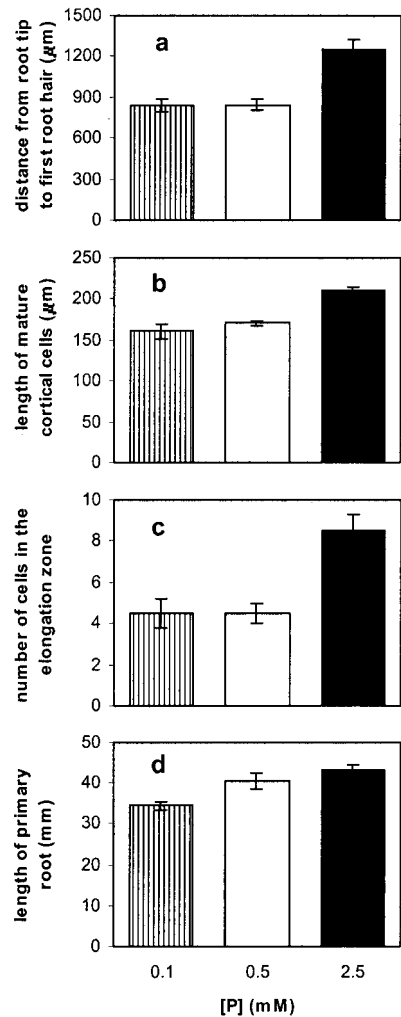 a
distance from root tip
to first root hair (µm)
1500
1200
900
600
300
0
b
length of mature
cortical cells (µm)
250
200
150
100
50
0
c
number of cells in the
elongation zone
10
8
6
4
2
0
d
length of primary
root (mm)
50
40
30
20
10
0
0.1 0.5 2.5
[P] (mM)